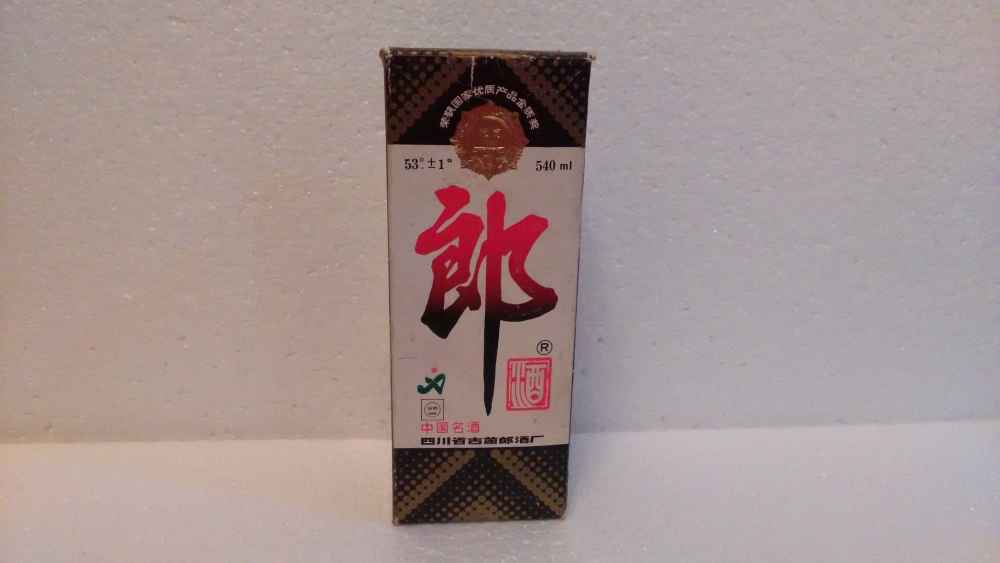 荣获国家优质产品金质奖
53°±1°
540 ml
郎
®
酒
中国名酒
四川省古蔺郎酒厂